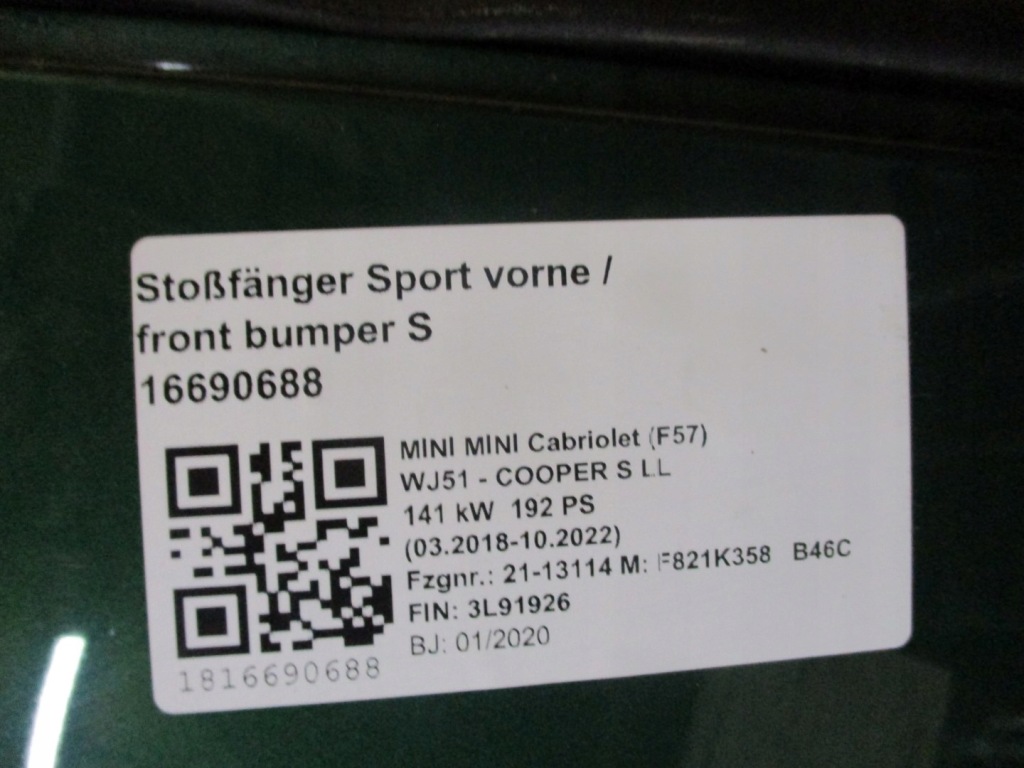 Stoßfänger Sport vorne /
front bumper S
16690688
MINI MINI Cabriolet (F57)
WJ51 - COOPER S LL
141 kW 192 PS
(03.2018-10.2022)
Fzgnr.: 21-13114 M: F821K358 B46C
FIN: 3L91926
BJ: 01/2020
1816690688